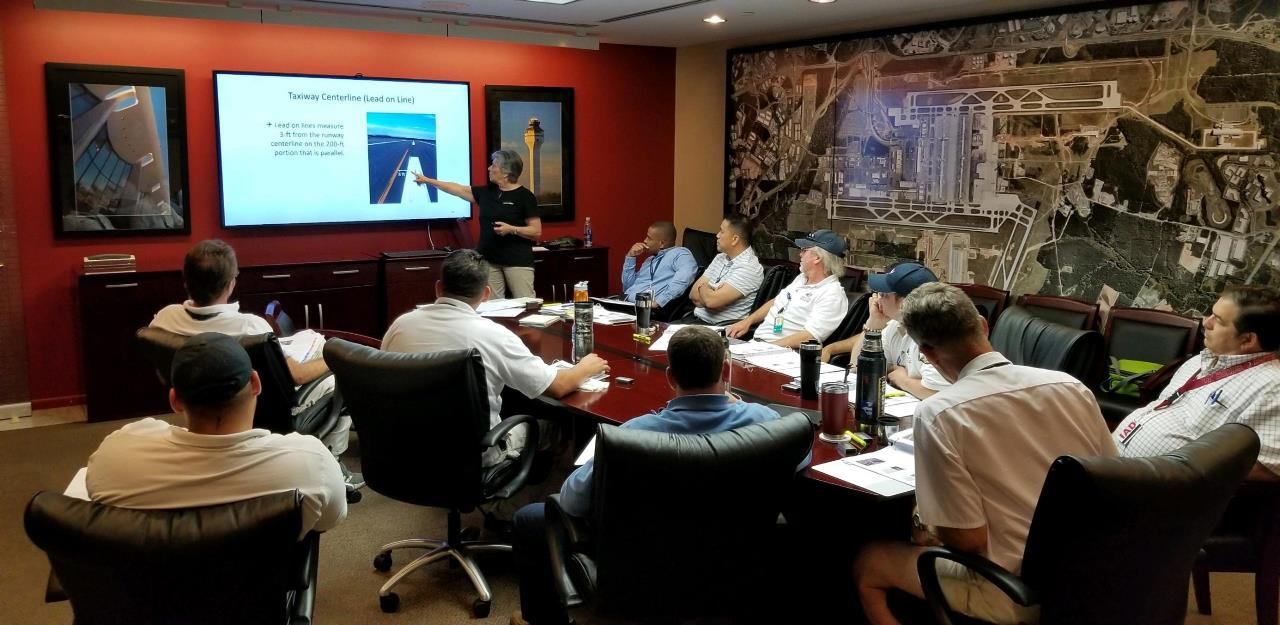 Taxiway Centerline (Lead on Line)
✈ Lead on lines measure
3-ft from the runway
centerline on the 200-ft
portion that is parallel.
IAD